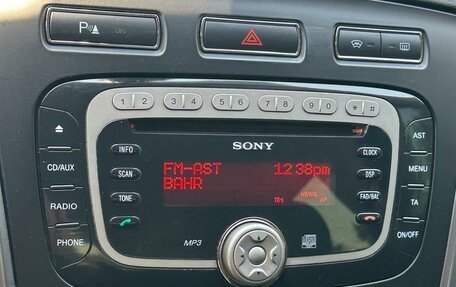 P
1 2 3 4 5 6 7 8 9 0 * #
SONY
INFO
CLOCK
AST
CD/AUX
SCAN
FM-AST 12:38pm
DSP
MENU
BAHR
NEWS
AF
RADIO
TONE
FAD/BAL
TA
PHONE
MP3
ON/OFF